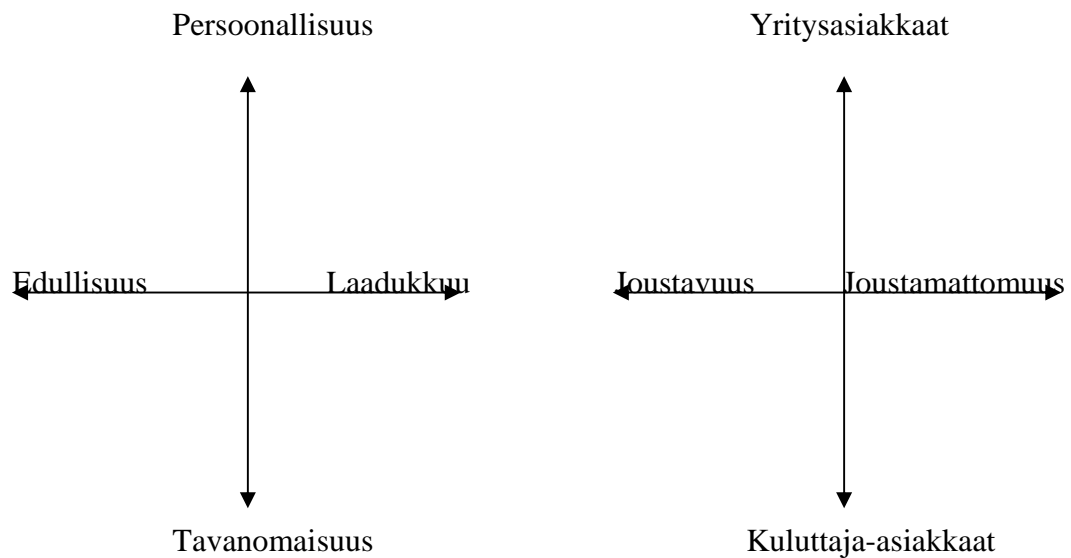 Persoonallisuus
Yritysasiakkaat
Edullisuus
Laadukkuu
Joustavuus
Joustamattomuus
Tavanomaisuus
Kuluttaja-asiakkaat